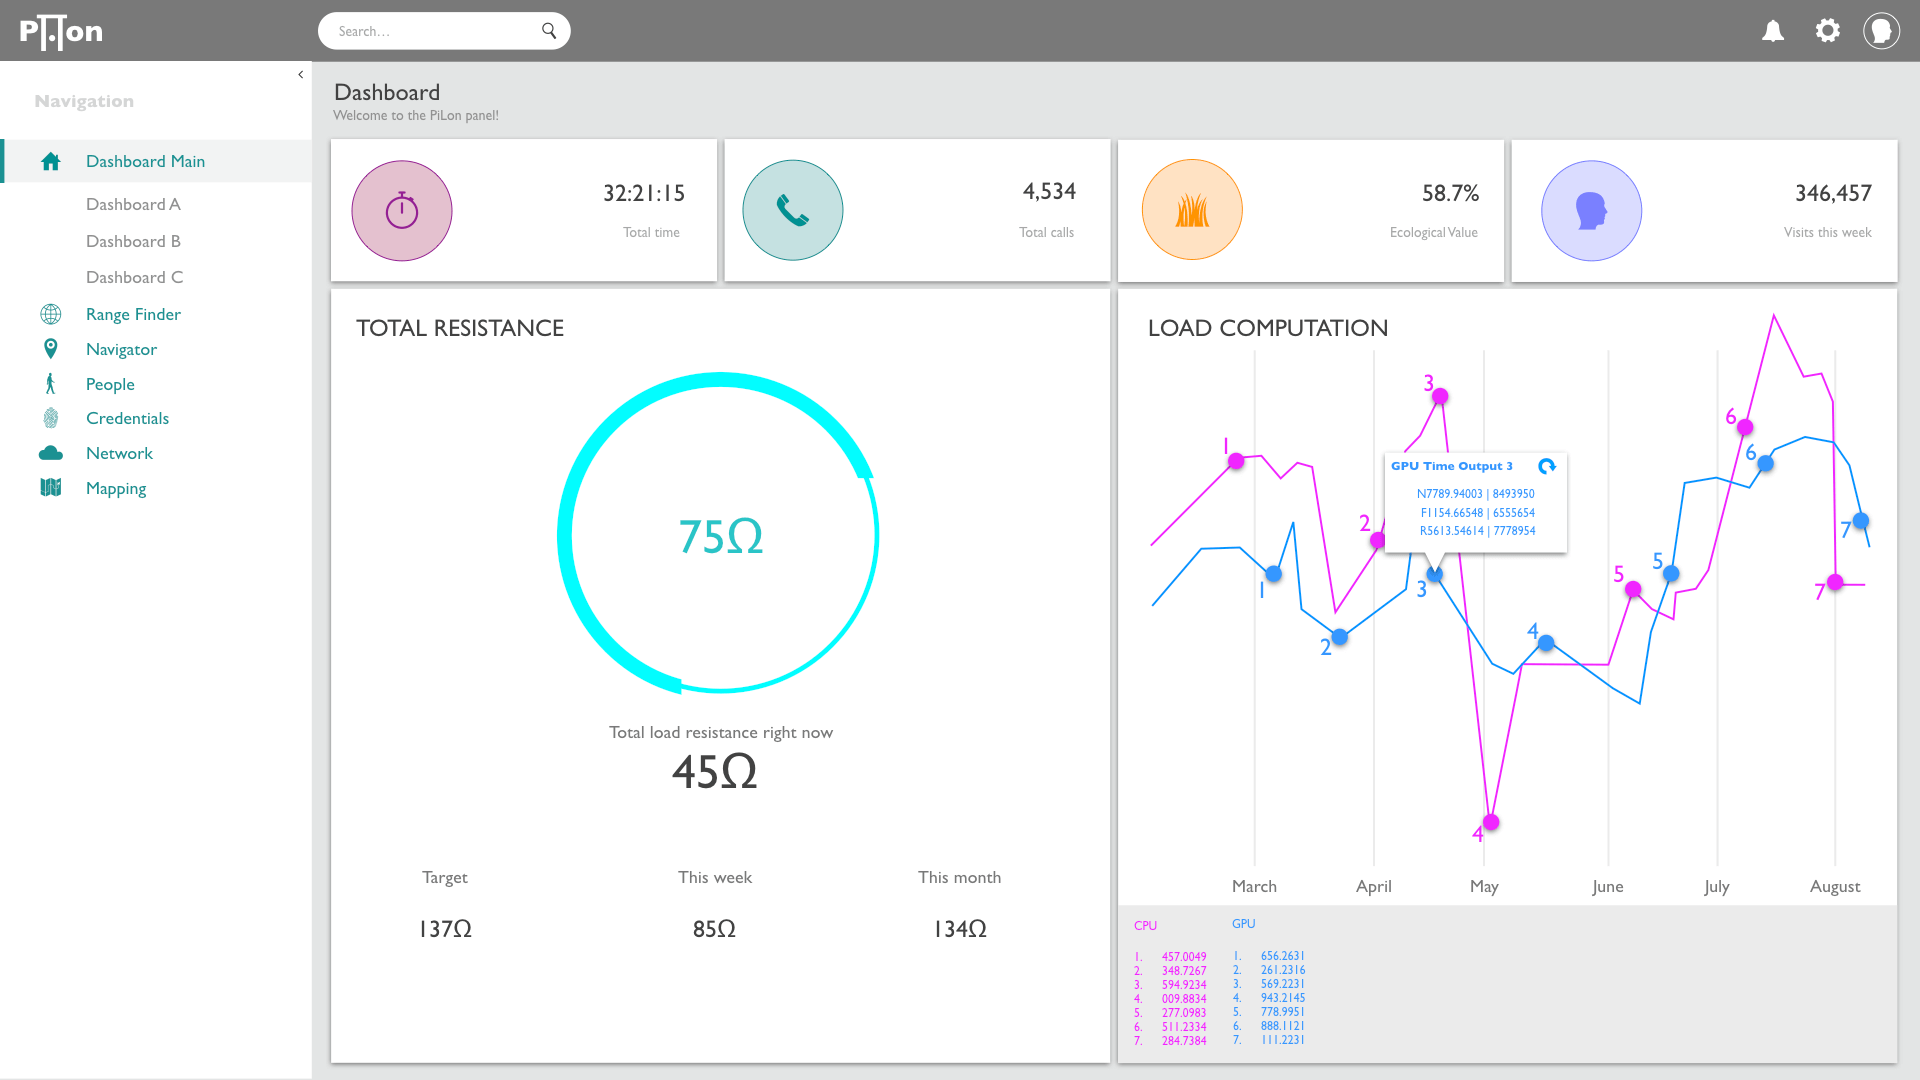 PiLon
Search...
Navigation
Dashboard Main
Dashboard A
Dashboard B
Dashboard C
Range Finder
Navigator
People
Credentials
Network
Mapping
Dashboard
Welcome to the PiLon panel!
32:21:15
Total time
4,534
Total calls
58.7%
Ecological Value
346,457
Visits this week
TOTAL RESISTANCE
75Ω
Total load resistance right now
45Ω
Target
This week
This month
137Ω
85Ω
134Ω
LOAD COMPUTATION
1
2
3
4
5
6
7
1
2
3
4
5
6
7
GPU Time Output 3
N7789.94003 | 8493950
F1154.66548 | 6555654
R5613.54614 | 7778954
March
April
May
June
July
August
CPU
1. 457.0049
2. 348.7267
3. 594.9234
4. 009.8834
5. 277.0983
6. 511.2334
7. 284.7384
GPU
1. 656.2631
2. 261.2316
3. 569.2231
4. 943.2145
5. 778.9951
6. 888.1121
7. 111.2231